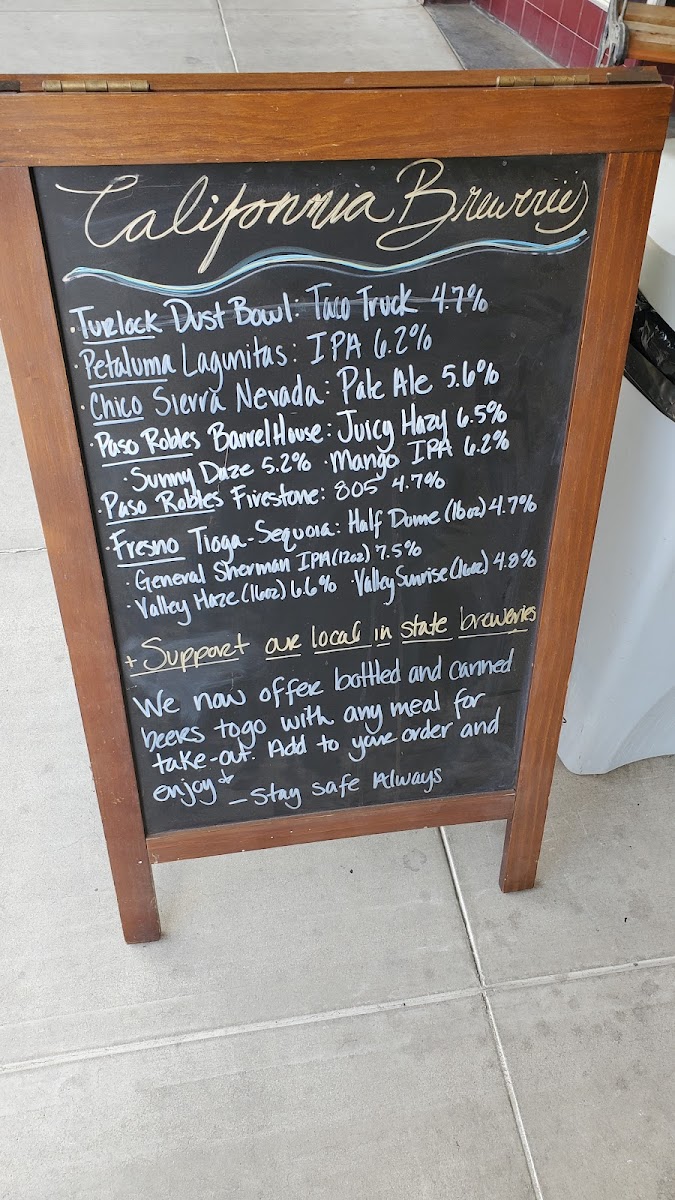 California Breweries
·Turlock Dust Bowl: Taco Truck 4.7%
·Petaluma Lagunitas: IPA 6.2%
·Chico Sierra Nevada: Pale Ale 5.6%
·Paso Robles BarrelHouse: Juicy Hazy 6.5%
·Sunny Daze 5.2% ·Mango IPA 6.2%
Paso Robles Firestone: 805 4.7%
·Fresno Tioga-Sequoia: Half Dome (16oz) 4.7%
·General Sherman IPA (12oz) 7.5%
·Valley Haze (16oz) 6.6% Valley Sunrise (16oz) 4.8%
+ Support our local in state breweries
We now offer bottled and canned
beers togo with any meal for
take-out. Add to your order and
enjoy
- Stay safe Always